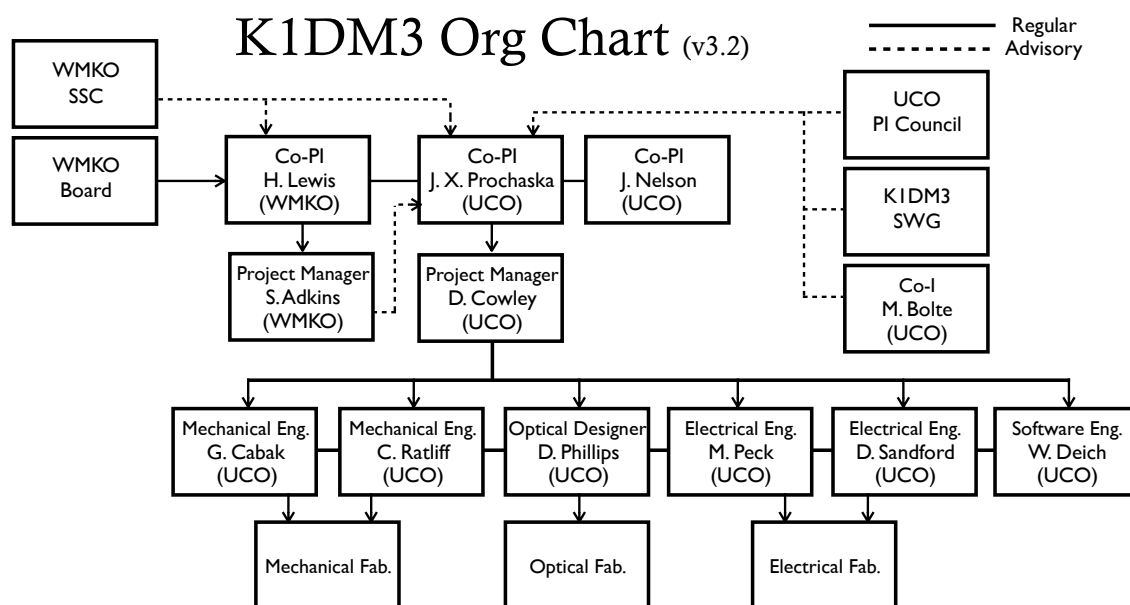 K1DM3 Org Chart (v3.2)
Regular
Advisory
WMKO
SSC
WMKO
Board
Co-PI
H. Lewis
(WMKO)
Co-PI
J. X. Prochaska
(UCO)
Co-PI
J. Nelson
(UCO)
UCO
PI Council
K1DM3
SWG
Co-I
M. Bolte
(UCO)
Project Manager
S. Adkins
(WMKO)
Project Manager
D. Cowley
(UCO)
Mechanical Eng.
G. Cabak
(UCO)
Mechanical Eng.
C. Ratliff
(UCO)
Optical Designer
D. Phillips
(UCO)
Electrical Eng.
M. Peck
(UCO)
Electrical Eng.
D. Sandford
(UCO)
Software Eng.
W. Deich
(UCO)
Mechanical Fab.
Optical Fab.
Electrical Fab.